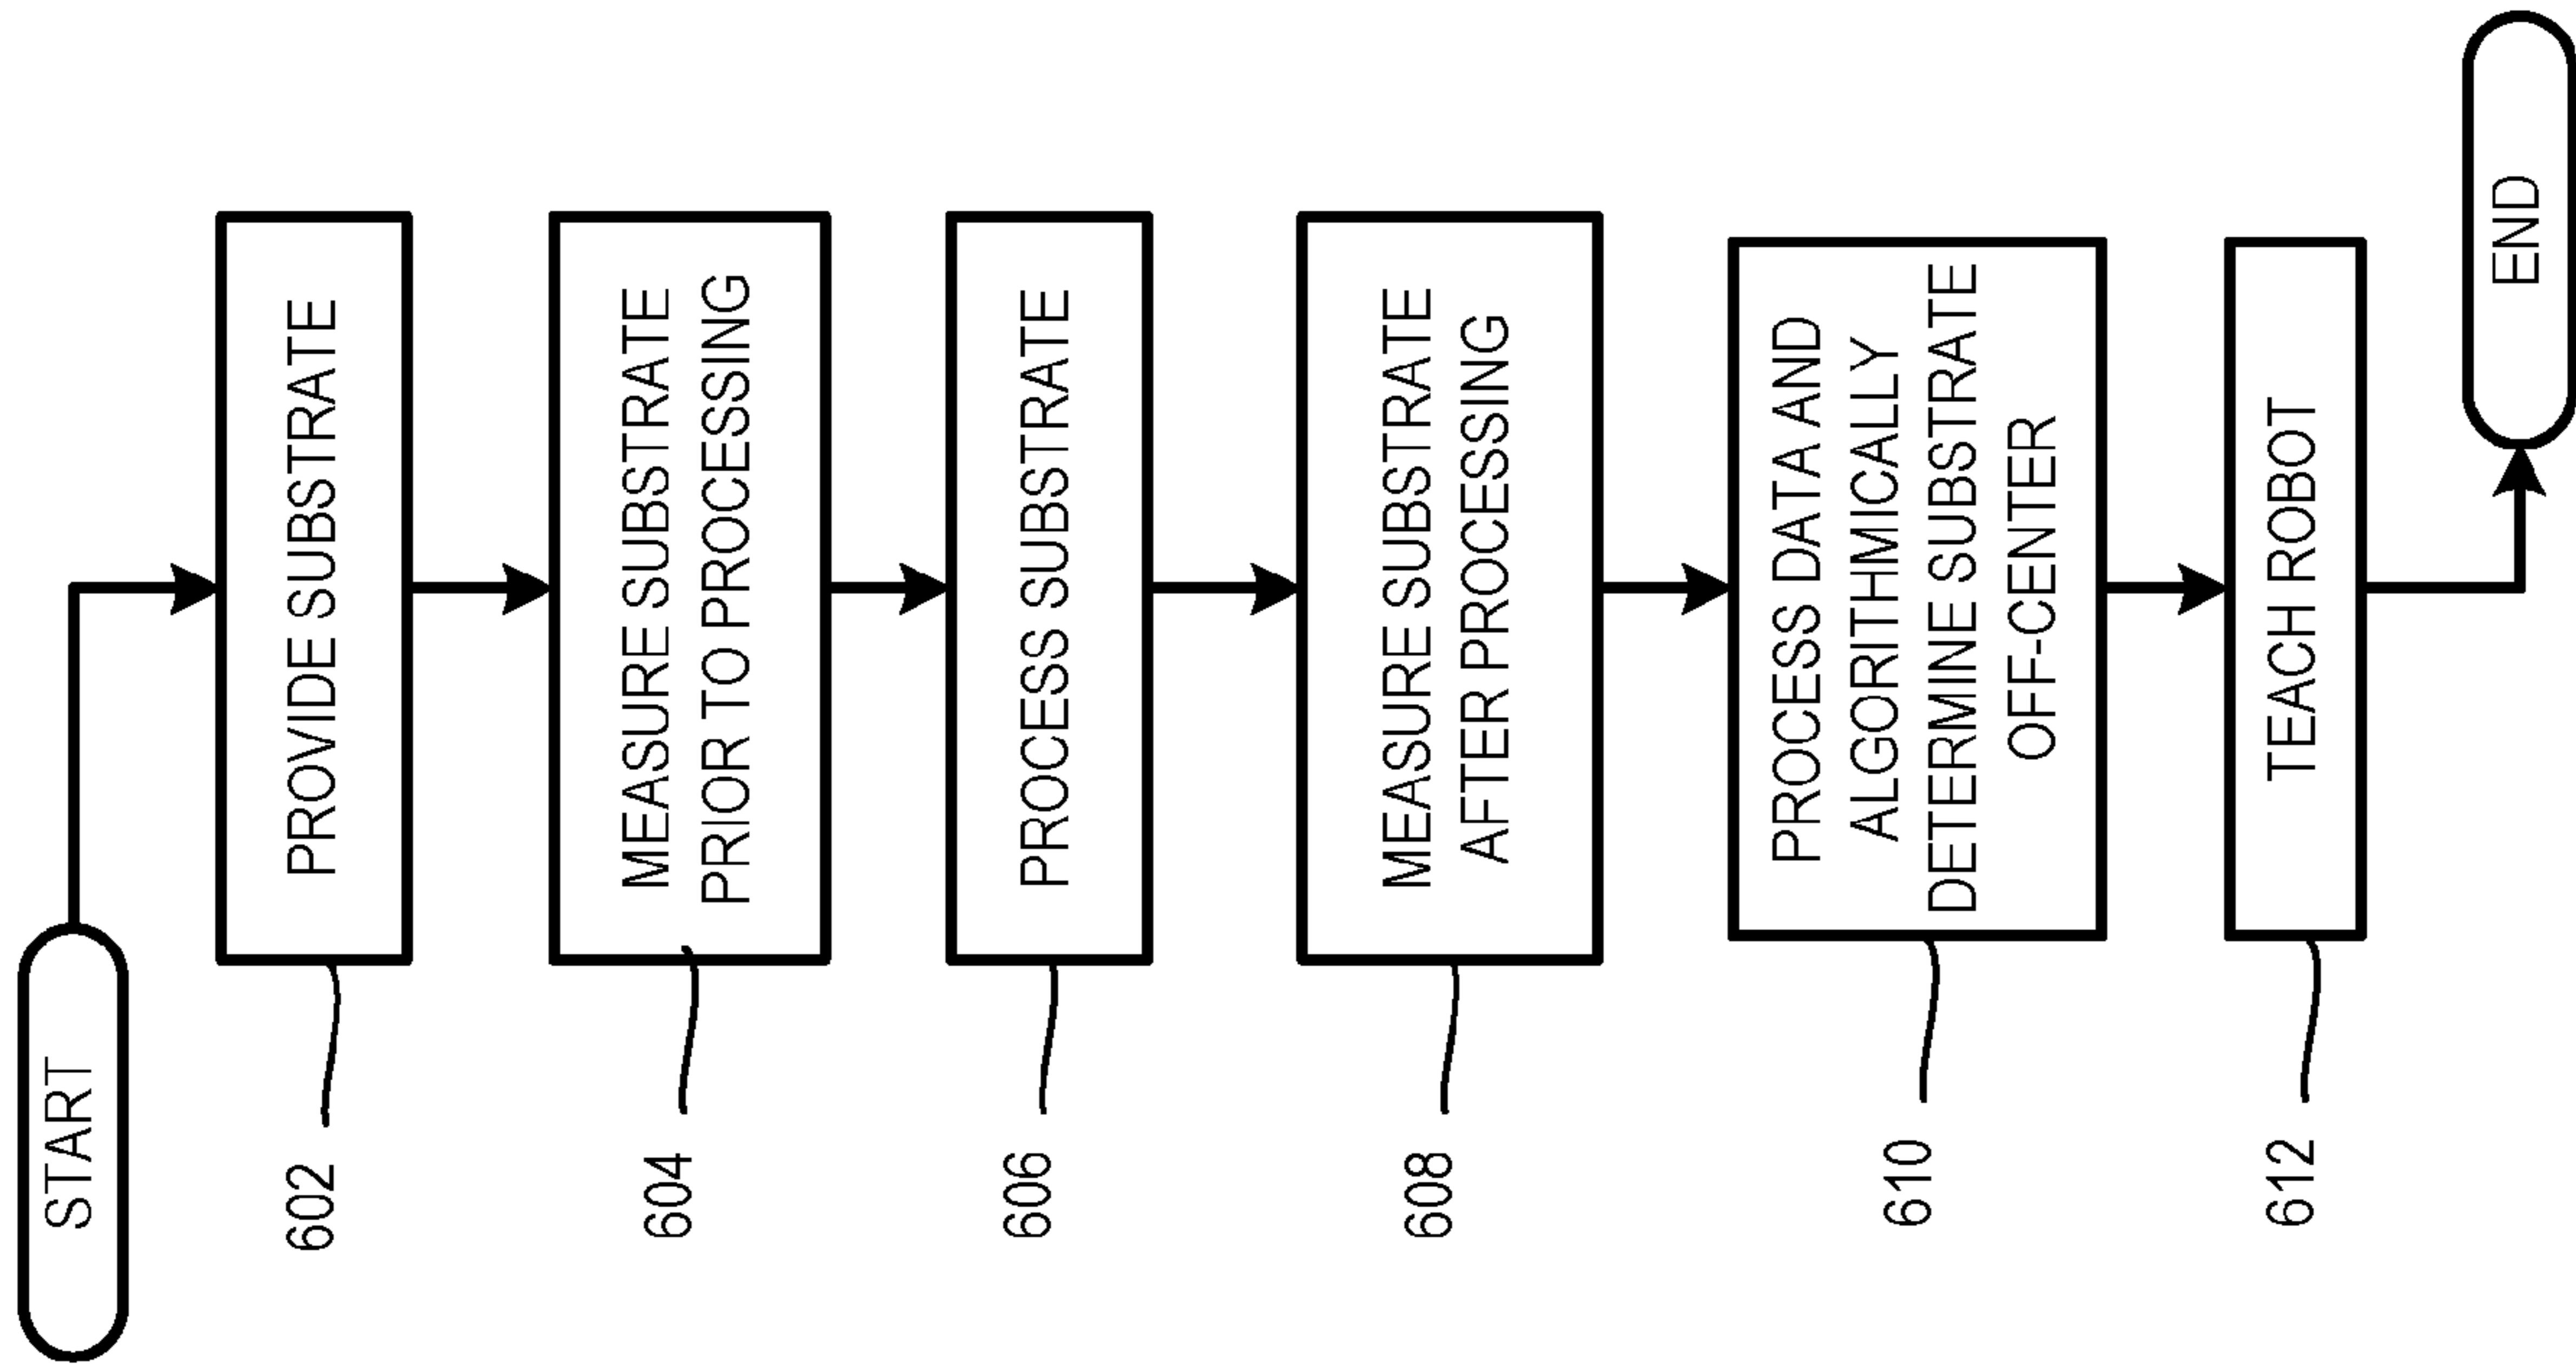 START
602
PROVIDE SUBSTRATE
604
MEASURE SUBSTRATE
PRIOR TO PROCESSING
606
PROCESS SUBSTRATE
608
MEASURE SUBSTRATE
AFTER PROCESSING
610
PROCESS DATA AND
ALGORITHMICALLY
DETERMINE SUBSTRATE
OFF-CENTER
612
TEACH ROBOT
END